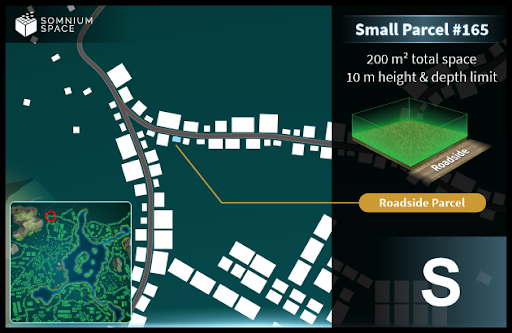 SOMNIUM
SPACE
Small Parcel #165
200 m² total space
10 m height & depth limit
Roadside
Roadside Parcel
S